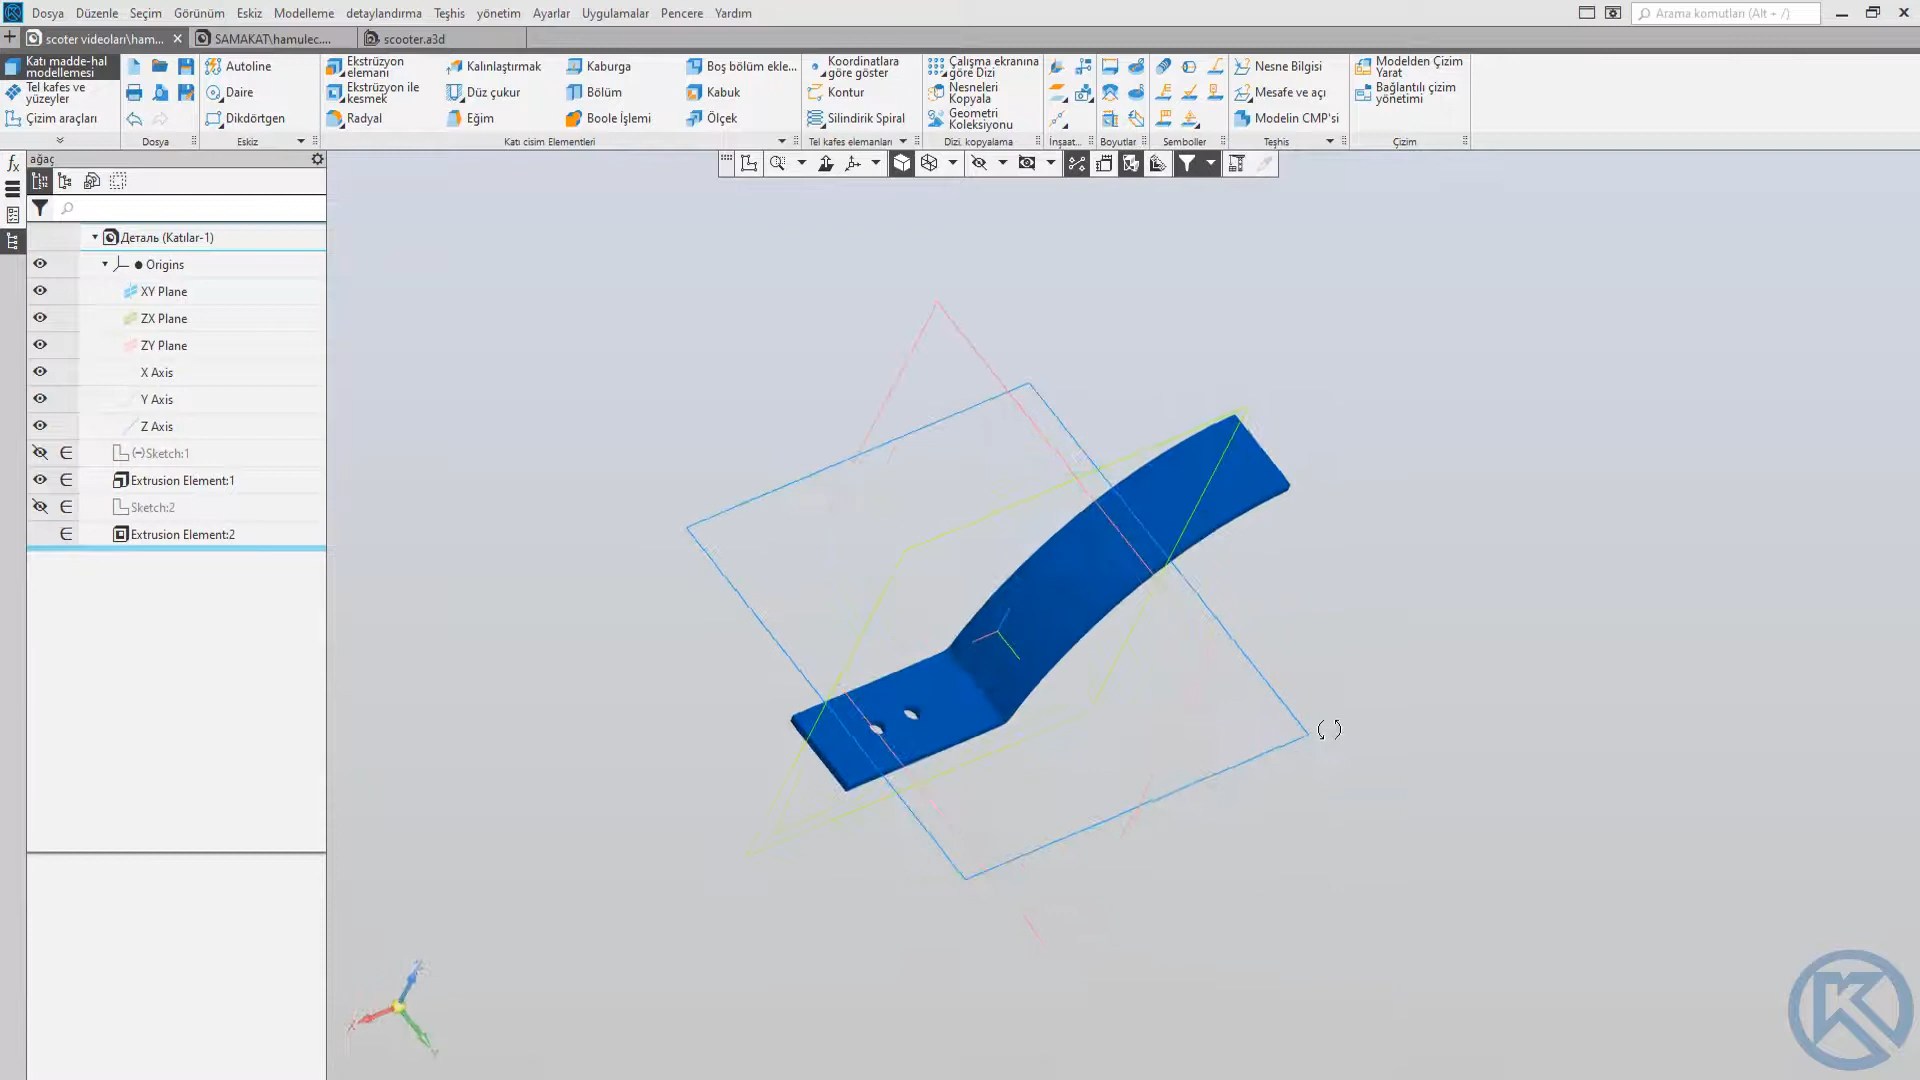 Dosya Düzenle Seçim Görünüm Eskiz Modelleme detaylandırma Teşhis yönetim Ayarlar Uygulamalar Pencere Yardım
Arama komutları (Alt + /)
scoter videoları\ham...
SAMAKAT\hamulec....
scooter.a3d
Katı madde-hal modellemesi
Tel kafes ve yüzeyler
Çizim araçları
Dosya
Autoline
Daire
Dikdörtgen
Eskiz
Ekstrüzyon elemanı
Ekstrüzyon ile kesmek
Radyal
Kalınlaştırmak
Düz çukur
Eğim
Kaburga
Bölüm
Boole İşlemi
Boş bölüm ekle...
Kabuk
Ölçek
Katı cisim Elementleri
Koordinatlara göre göster
Kontur
Silindirik Spiral
Tel kafes elemanları
Çalışma ekranına göre Dizi
Nesneleri Kopyala
Geometri Koleksiyonu
Dizi, kopyalama
İnşaat...
Boyutlar
Semboller
Nesne Bilgisi
Mesafe ve açı
Modelin CMP'si
Teşhis
Modelden Çizim Yarat
Bağlantılı çizim yönetimi
Çizim
ağaç
Деталь (Katılar-1)
Origins
XY Plane
ZX Plane
ZY Plane
X Axis
Y Axis
Z Axis
(-)Sketch:1
Extrusion Element:1
Sketch:2
Extrusion Element:2